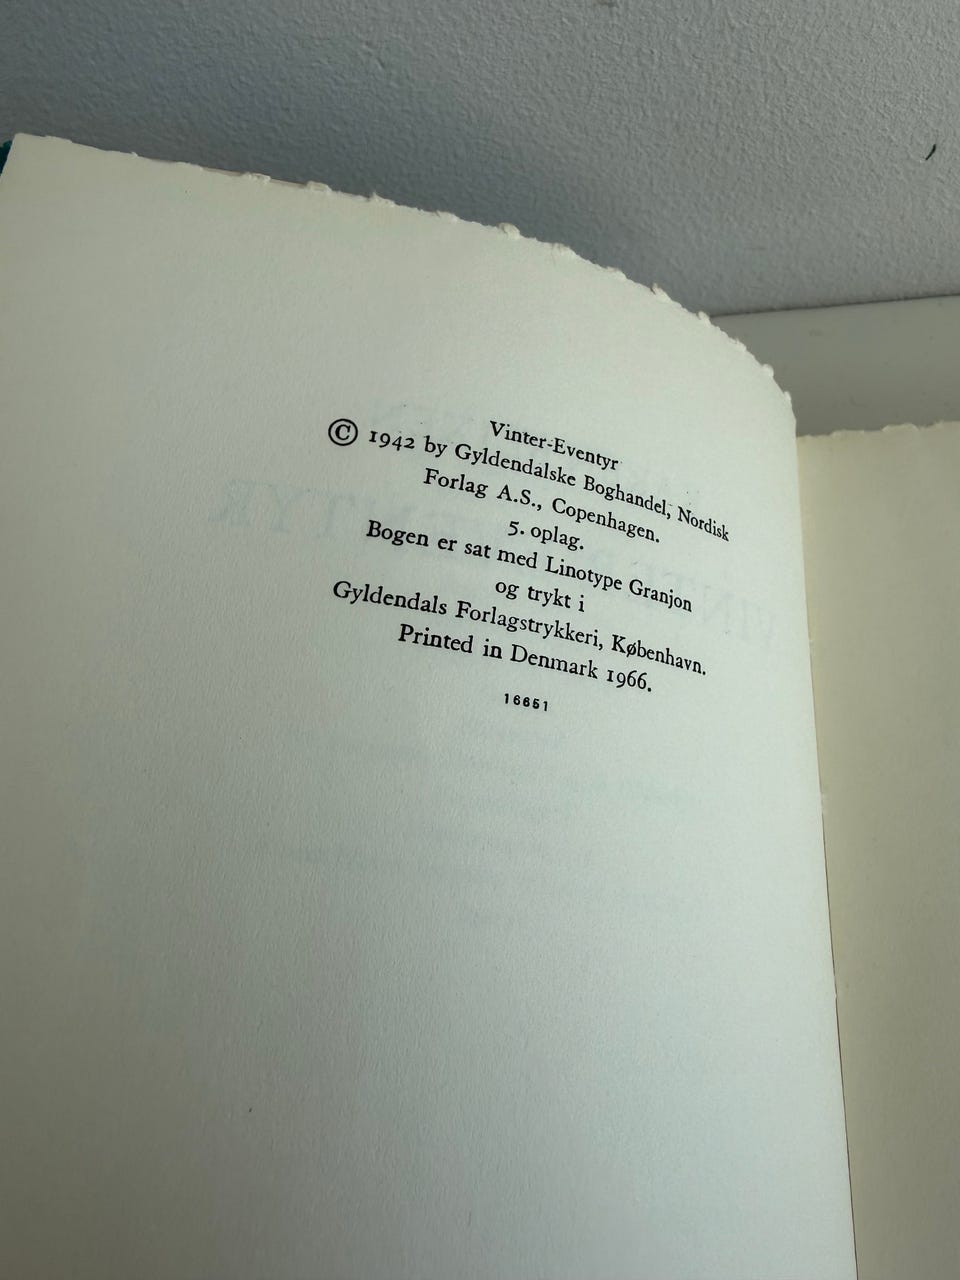 Vinter-Eventyr
© 1942 by Gyldendalske Boghandel, Nordisk
Forlag A.S., Copenhagen.
5. oplag.
Bogen er sat med Linotype Granjon
og trykt i
Gyldendals Forlagstrykkeri, København.
Printed in Denmark 1966.
16651